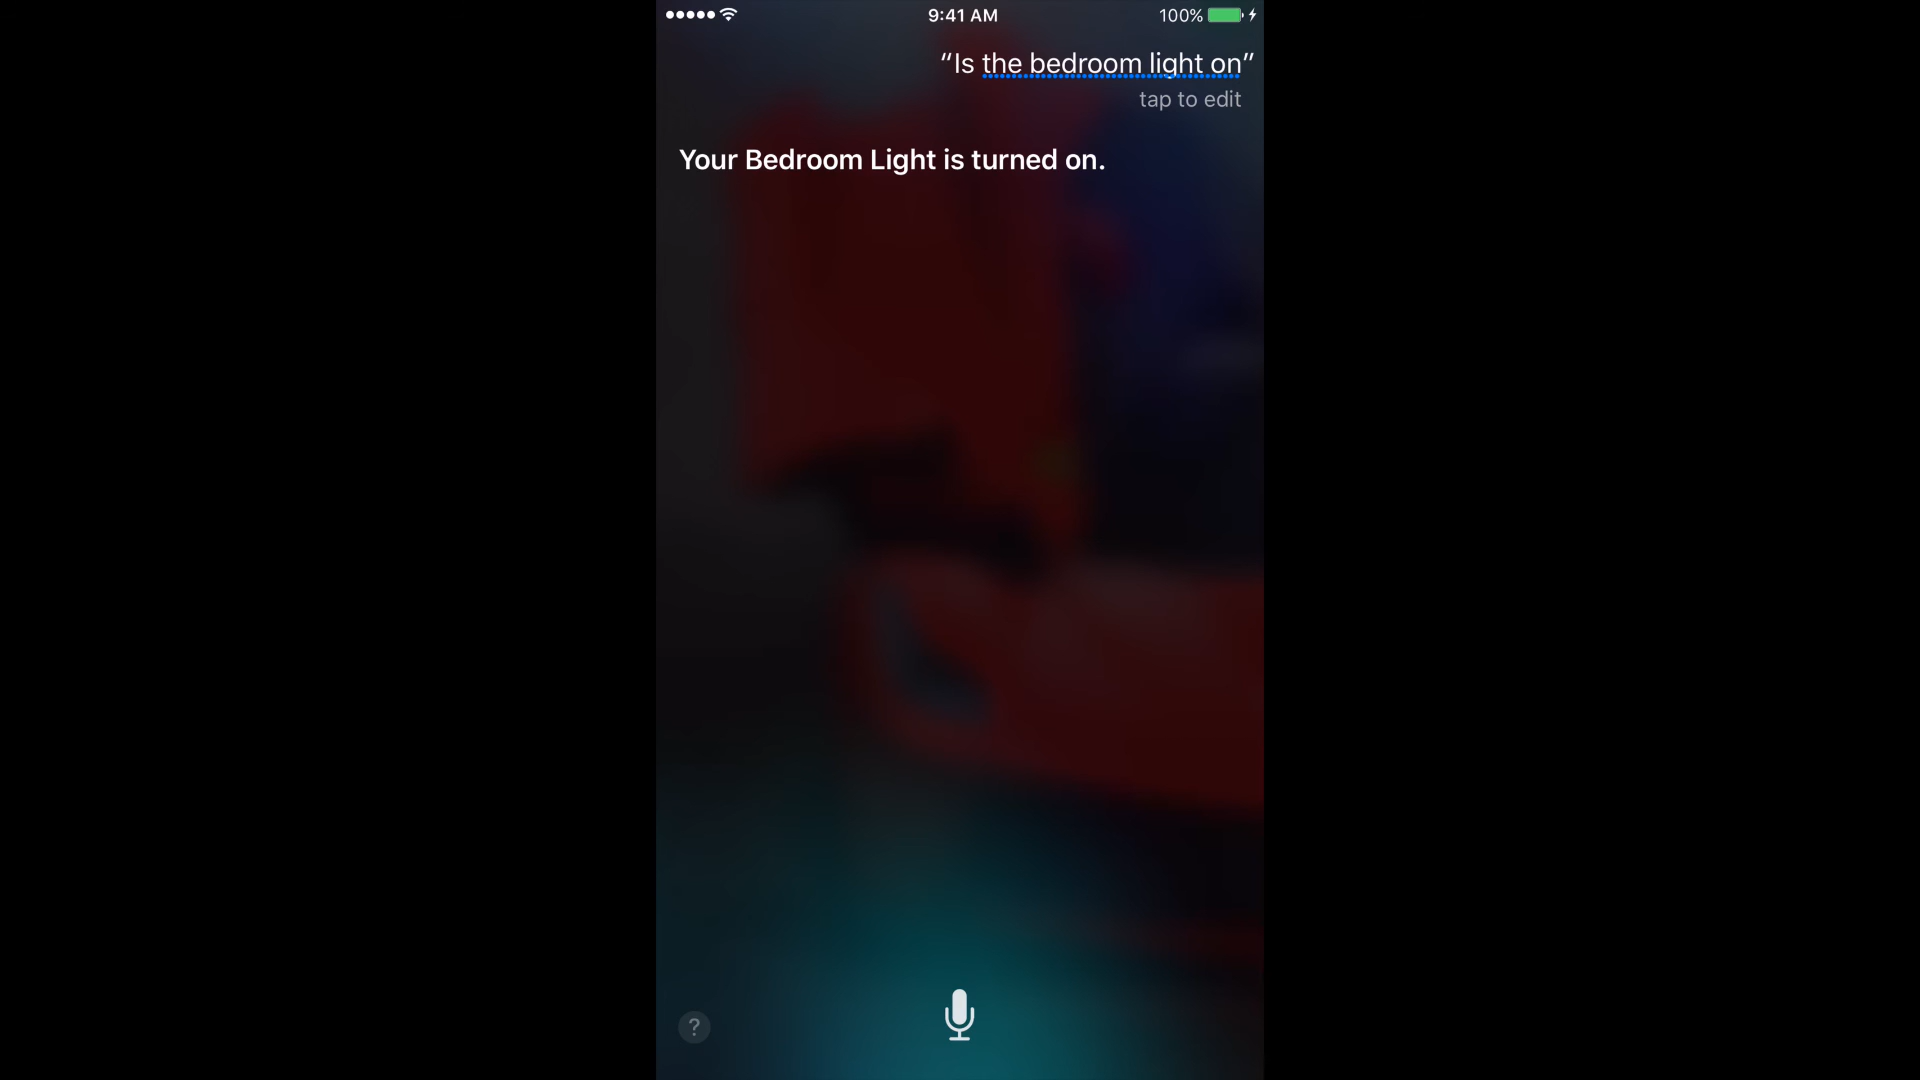 9:41 AM
100%
“Is the bedroom light on”
tap to edit
Your Bedroom Light is turned on.
?